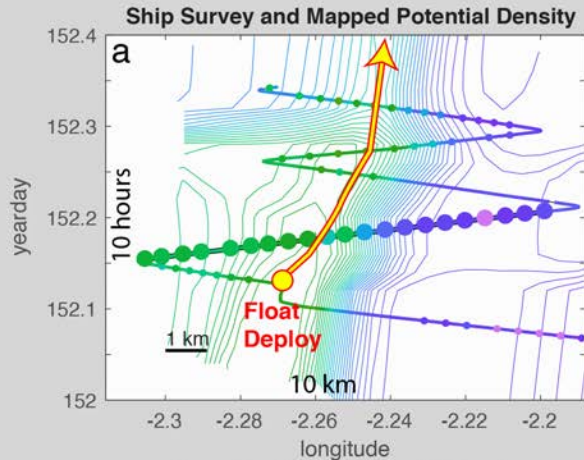 Ship Survey and Mapped Potential Density
152.4
a
152.3
yearday
10 hours
152.2
152.1
Float
Deploy
1 km
10 km
152
-2.3
-2.28
-2.26
-2.24
-2.22
-2.2
longitude